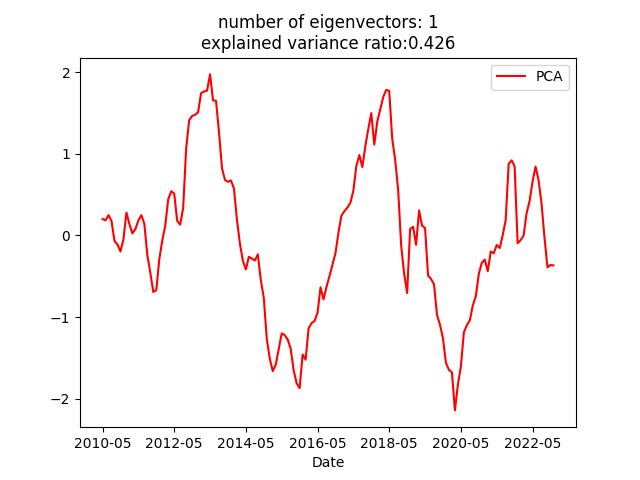 number of eigenvectors: 1
explained variance ratio:0.426
PCA
2
1
0
−1
−2
2010-05 2012-05 2014-05 2016-05 2018-05 2020-05 2022-05
Date